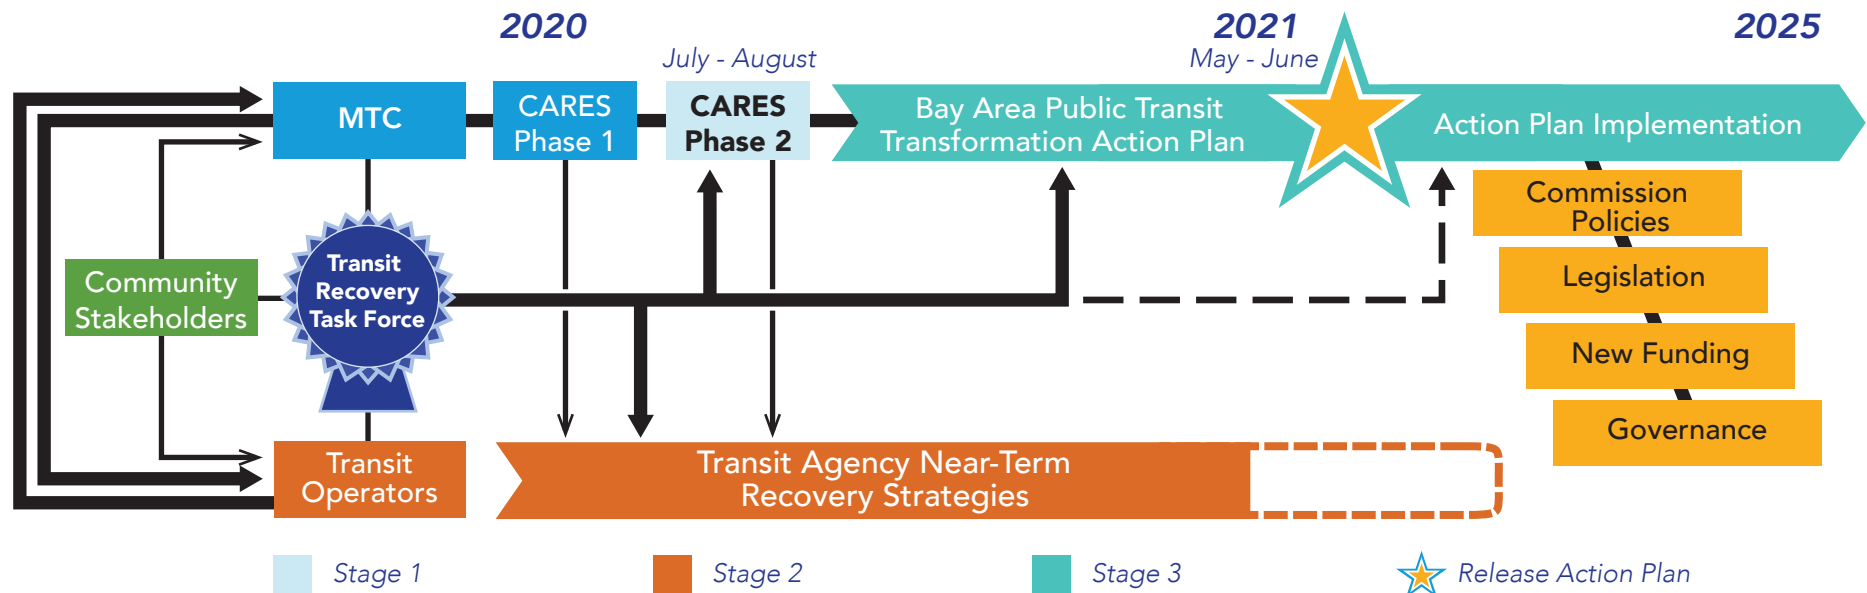 2020
2021
2025
July - August
May - June
MTC
CARES
Phase 1
CARES
Phase 2
Bay Area Public Transit
Transformation Action Plan
Action Plan Implementation
Commission
Policies
Legislation
New Funding
Governance
Community
Stakeholders
Transit
Recovery
Task Force
Transit
Operators
Transit Agency Near-Term
Recovery Strategies
Stage 1
Stage 2
Stage 3
Release Action Plan